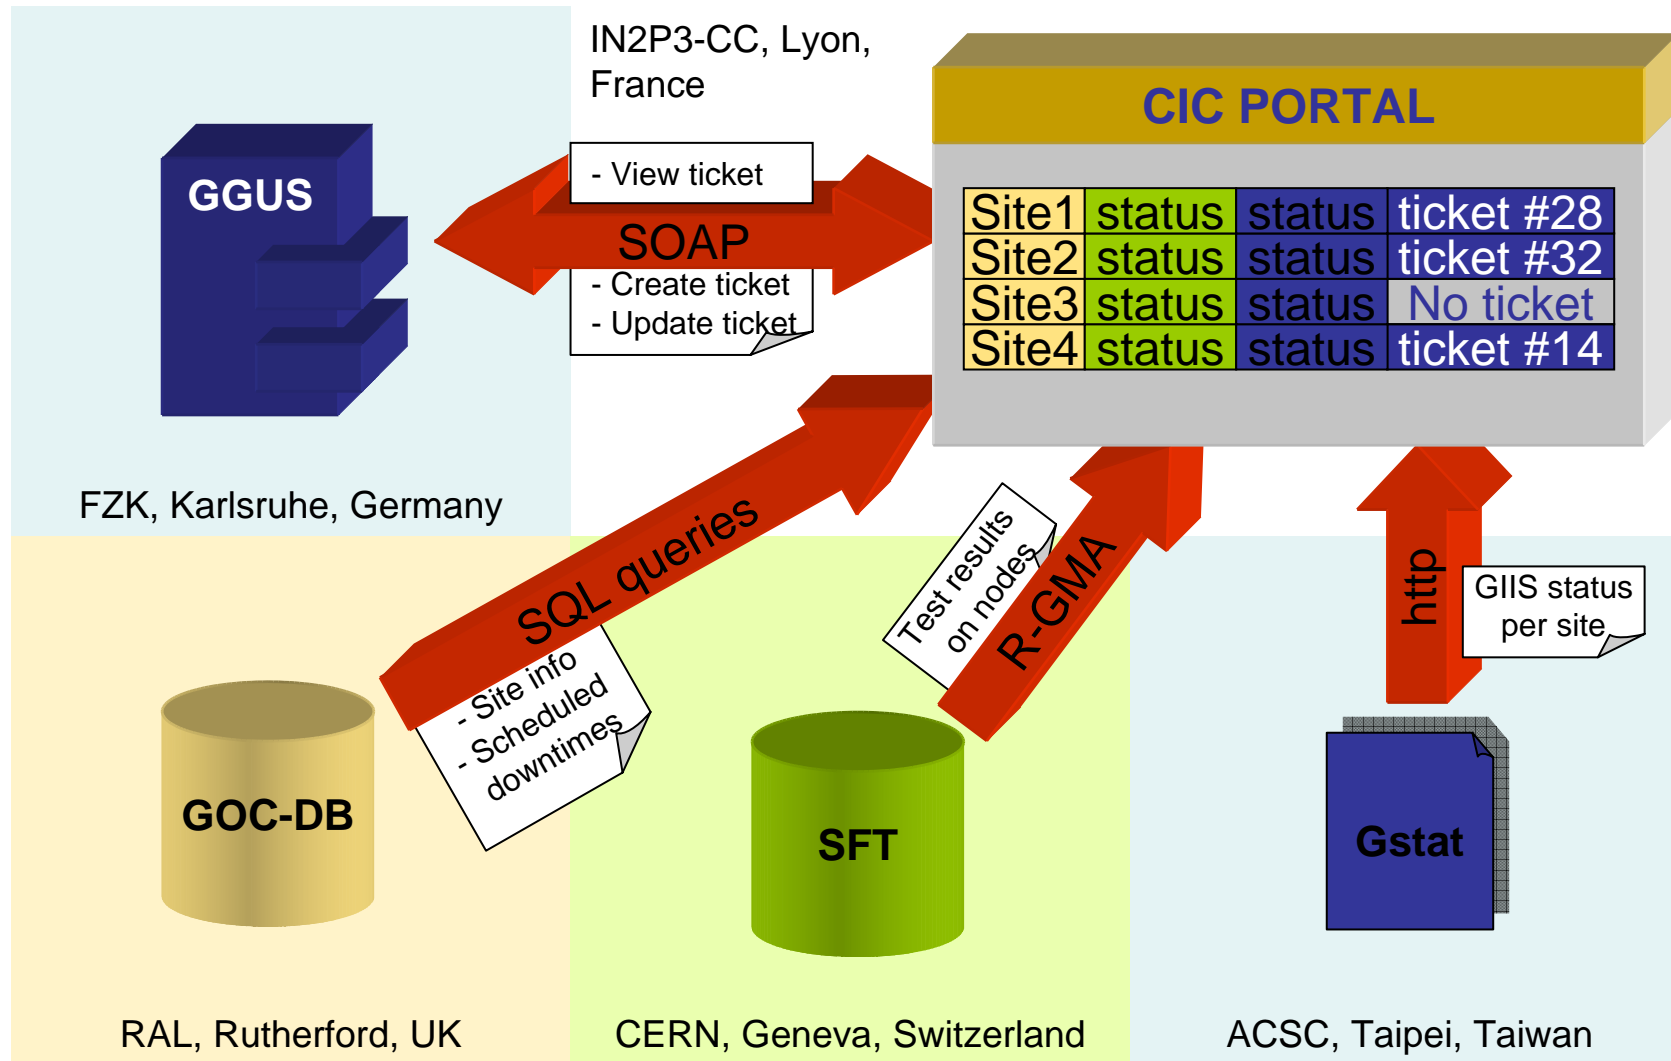 IN2P3-CC, Lyon,
France
CIC PORTAL
GGUS
- View ticket
SOAP
- Create ticket
- Update ticket
Site1 status status ticket #28
Site2 status status ticket #32
Site3 status status No ticket
Site4 status status ticket #14
FZK, Karlsruhe, Germany
SQL queries
- Site info
- Scheduled
downtimes
Test results
on nodes
R-GMA
http
GIIS status
per site
GOC-DB
SFT
Gstat
RAL, Rutherford, UK
CERN, Geneva, Switzerland
ACSC, Taipei, Taiwan